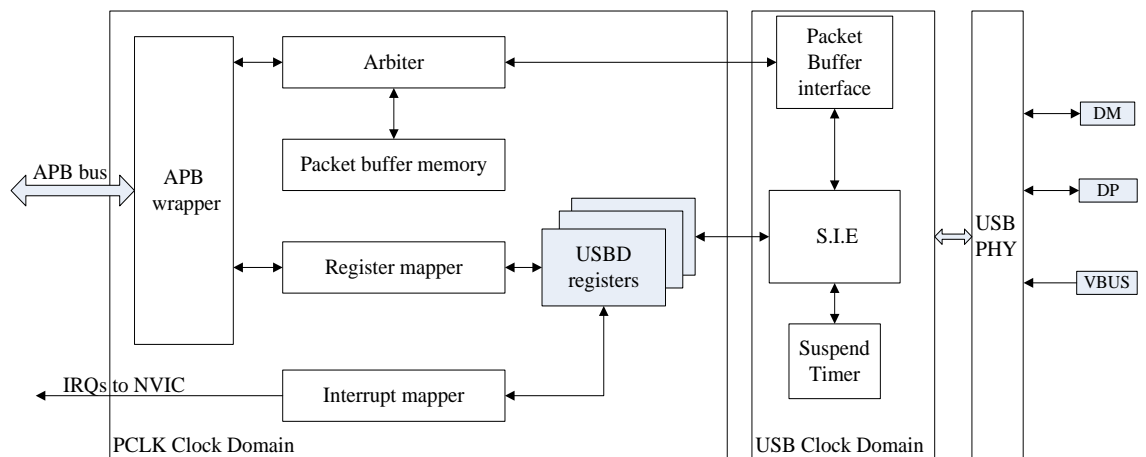 Arbiter
Packet
Buffer
interface
Packet buffer memory
APB bus
APB
wrapper
Register mapper
USBD
registers
S.I.E
USB
PHY
DM
DP
VBUS
Suspend
Timer
IRQs to NVIC
Interrupt mapper
PCLK Clock Domain
USB Clock Domain